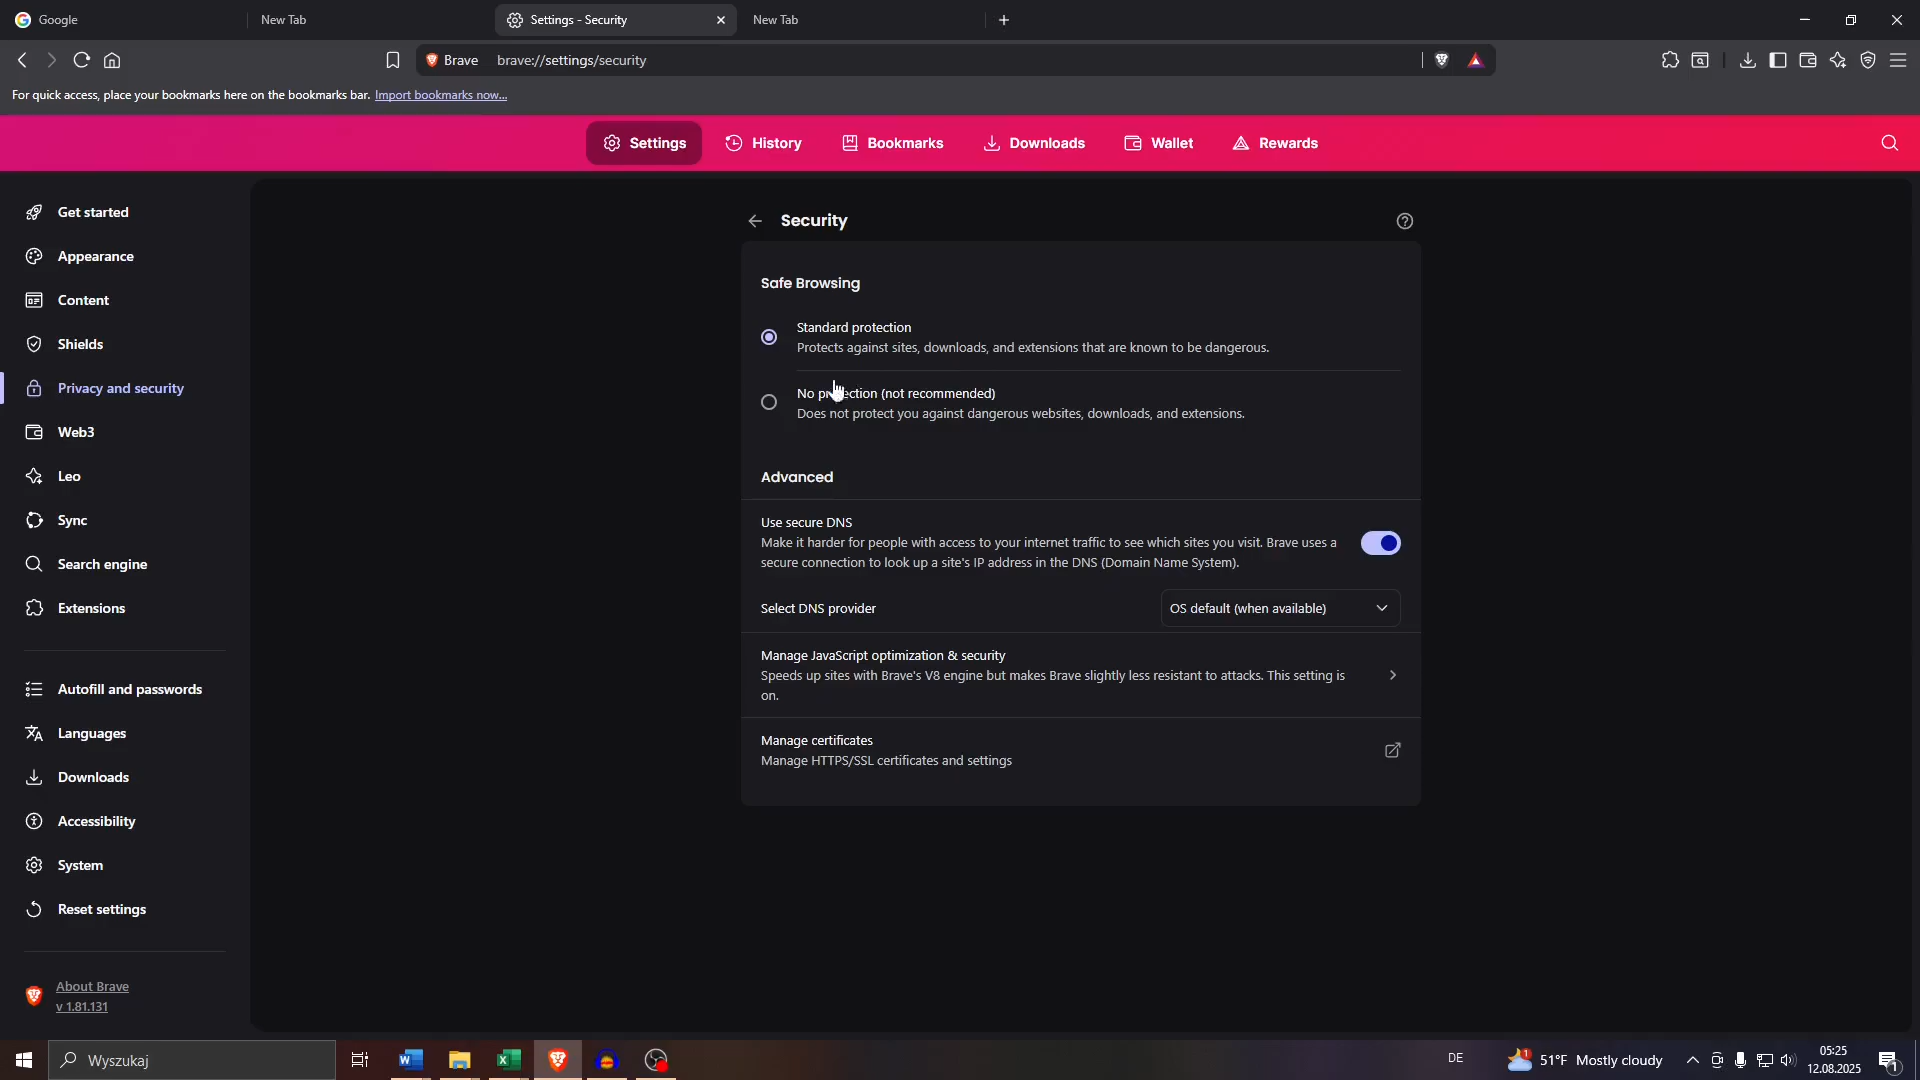 Google
New Tab
Settings - Security
New Tab
Brave
brave://settings/security
For quick access, place your bookmarks here on the bookmarks bar. Import bookmarks now...
Settings
History
Bookmarks
Downloads
Wallet
Rewards
Get started
Appearance
Content
Shields
Privacy and security
Web3
Leo
Sync
Search engine
Extensions
Autofill and passwords
Languages
Downloads
Accessibility
System
Reset settings
About Brave
v 1.81.131
Security
Safe Browsing
Standard protection
Protects against sites, downloads, and extensions that are known to be dangerous.
No protection (not recommended)
Does not protect you against dangerous websites, downloads, and extensions.
Advanced
Use secure DNS
Make it harder for people with access to your internet traffic to see which sites you visit. Brave uses a
secure connection to look up a site's IP address in the DNS (Domain Name System).
Select DNS provider
OS default (when available)
Manage JavaScript optimization & security
Speeds up sites with Brave's V8 engine but makes Brave slightly less resistant to attacks. This setting is
on.
Manage certificates
Manage HTTPS/SSL certificates and settings
Wyszukaj
DE
1
51°F Mostly cloudy
05:25
12.08.2025
1